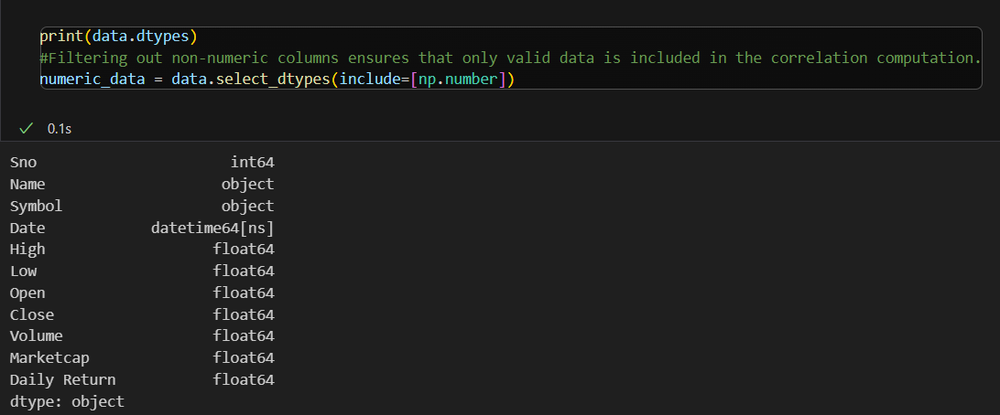 print(data.dtypes)
#Filtering out non-numeric columns ensures that only valid data is included in the correlation computation.
numeric_data = data.select_dtypes(include=[np.number])
0.1s
Sno int64
Name object
Symbol object
Date datetime64[ns]
High float64
Low float64
Open float64
Close float64
Volume float64
Marketcap float64
Daily Return float64
dtype: object